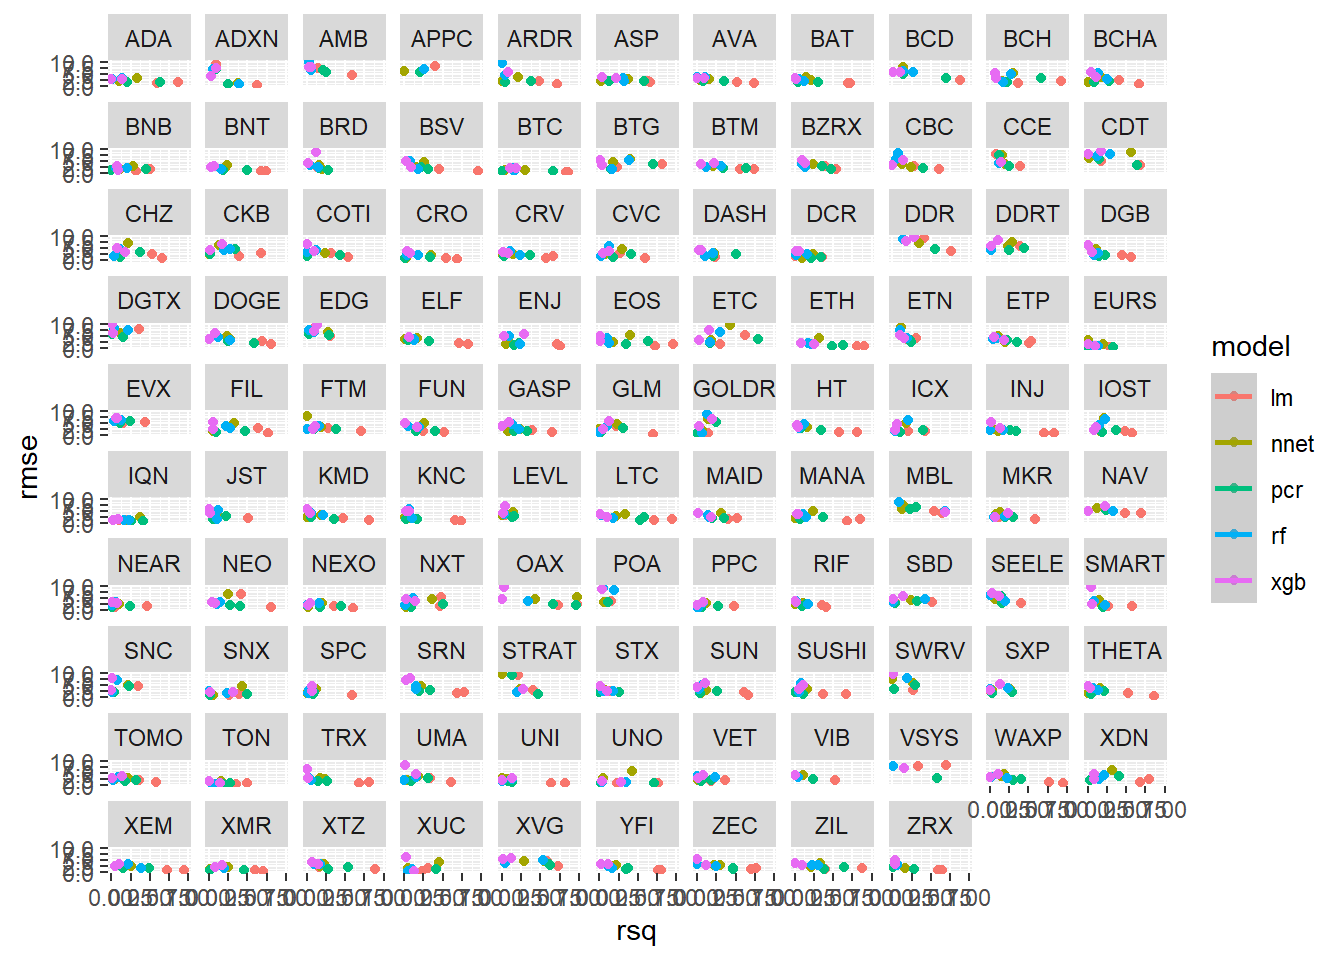 ADA ADXN AMB APPC ARDR ASP AVA BAT BCD BCH BCHA
BNB BNT BRD BSV BTC BTG BTM BZRX CBC CCE CDT
CHZ CKB COTI CRO CRV CVC DASH DCR DDR DDRT DGB
DGTX DOGE EDG ELF ENJ EOS ETC ETH ETN ETP EURS
EVX FIL FTM FUN GASP GLM GOLDR HT ICX INJ IOST
IQN JST KMD KNC LEVL LTC MAID MANA MBL MKR NAV
NEAR NEO NEXO NXT OAX POA PPC RIF SBD SEELE SMART
SNC SNX SPC SRN STRAT STX SUN SUSHI SWRV SXP THETA
TOMO TON TRX UMA UNI UNO VET VIB VSYS WAXP XDN
XEM XMR XTZ XUC XVG YFI ZEC ZIL ZRX
rsq
rmse
model
lm
nnet
pcr
rf
xgb